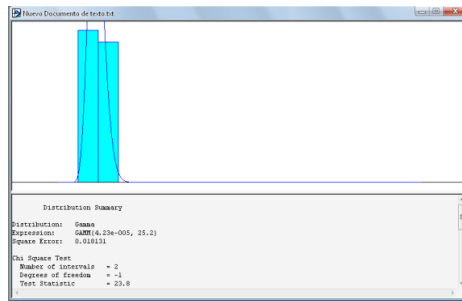 Nuevo Documento de texto.txt
Distribution Summary
Distribution: Gamma
Expression: GAMM(4.23e-005, 25.2)
Square Error: 0.018131
Chi Square Test
Number of intervals = 2
Degrees of freedom = -1
Test Statistic = 23.8